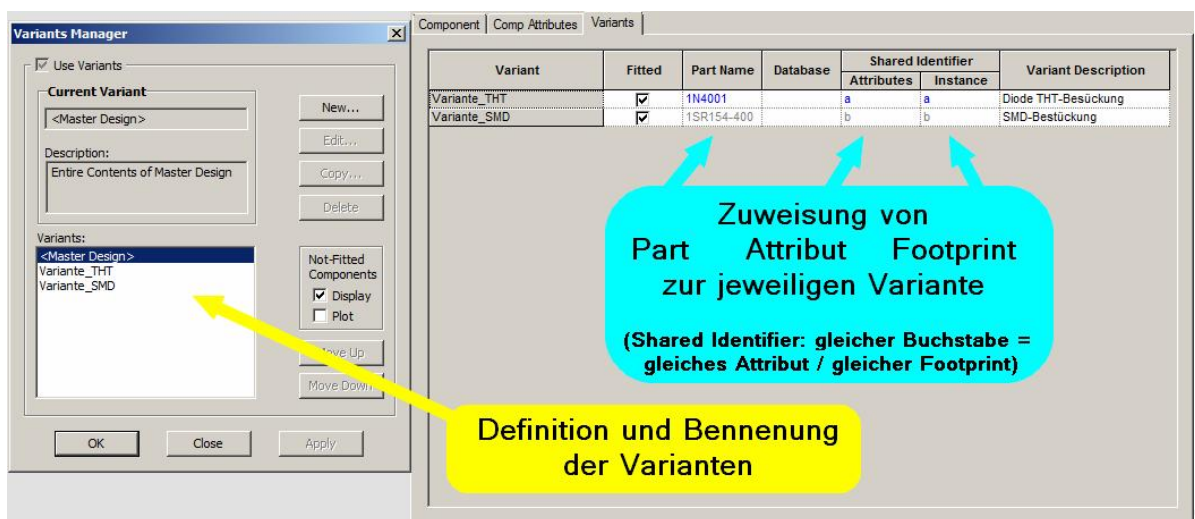 Variants Manager
Use Variants
Current Variant
<Master Design>
Description:
Entire Contents of Master Design
New...
Edit...
Copy...
Delete
Variants:
<Master Design>
Variante_THT
Variante_SMD
Not-Fitted
Components
Display
Plot
Move Up
Move Down
OK
Close
Apply
Component
Comp Attributes
Variants
Variant
Fitted
Part Name
Database
Shared Identifier
Attributes
Instance
Variant Description
Variante_THT 1N4001 a a Diode THT-Besückung
Variante_SMD 1SR154-400 b b SMD-Bestückung
Zuweisung von
Part Attribut Footprint
zur jeweiligen Variante
(Shared Identifier: gleicher Buchstabe =
gleiches Attribut / gleicher Footprint)
Definition und Bennenung
der Varianten